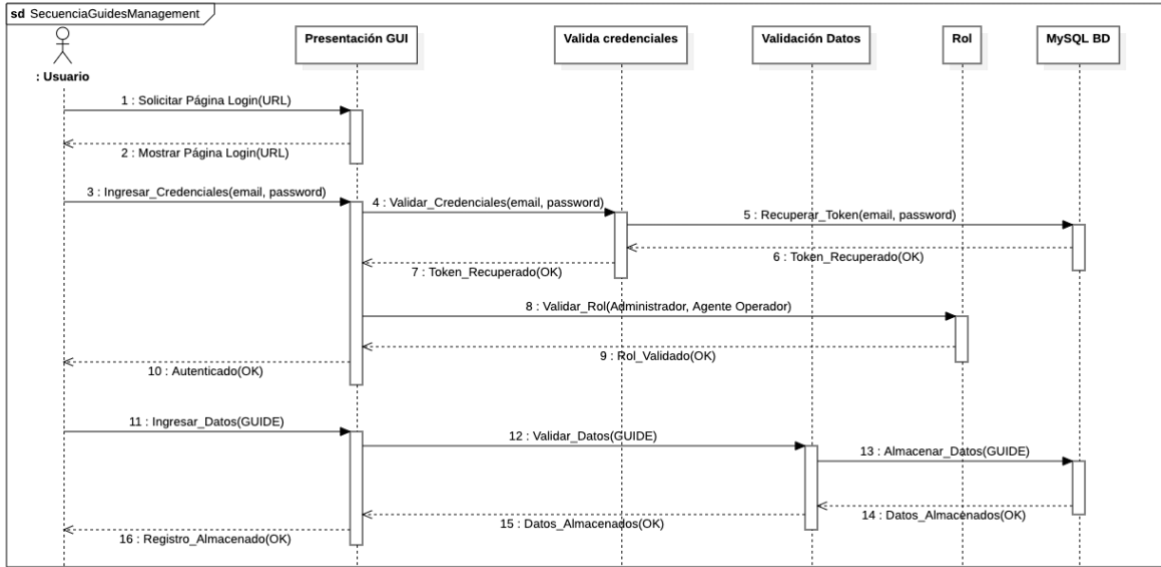 sd SecuenciaGuidesManagement
: Usuario
Presentación GUI
Valida credenciales
Validación Datos
Rol
MySQL BD
1 : Solicitar Página Login(URL)
2 : Mostrar Página Login(URL)
3 : Ingresar_Credenciales(email, password)
4 : Validar_Credenciales(email, password)
5 : Recuperar_Token(email, password)
6 : Token_Recuperado(OK)
7 : Token_Recuperado(OK)
8 : Validar_Rol(Administrador, Agente Operador)
9 : Rol_Validado(OK)
10 : Autenticado(OK)
11 : Ingresar_Datos(GUIDE)
12 : Validar_Datos(GUIDE)
13 : Almacenar_Datos(GUIDE)
14 : Datos_Almacenados(OK)
15 : Datos_Almacenados(OK)
16 : Registro_Almacenado(OK)